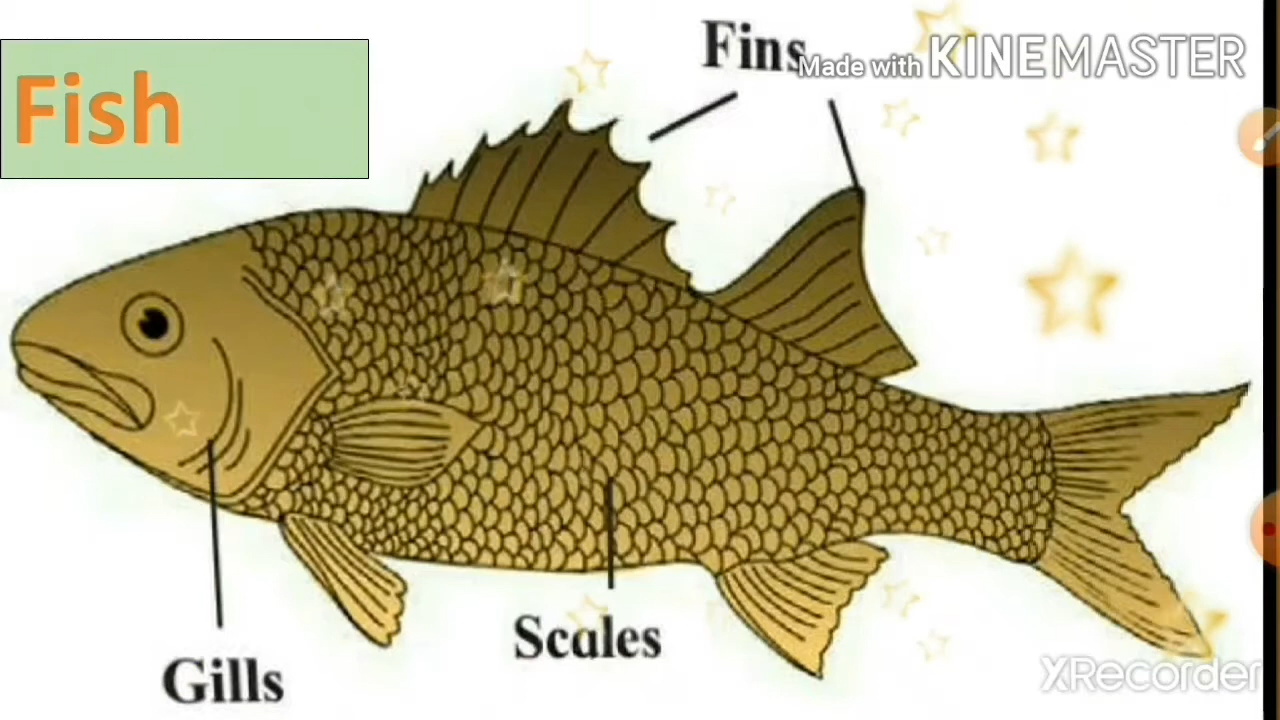 Fish
Fins
Made with KINEMASTER
Scales
Gills
XRecorder